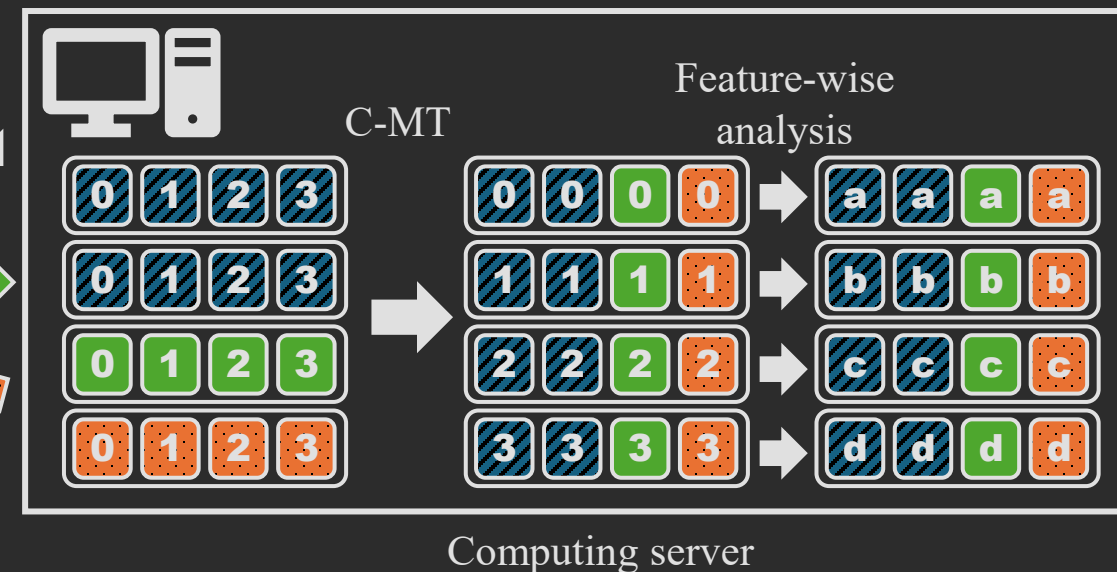 Feature-wise
C-MT
analysis
0 1 2 3 0 0 0 0 a a a a
0 1 2 3 1 1 1 1 b b b b
0 1 2 3 2 2 2 2 c c c c
0 1 2 3 3 3 3 3 d d d d
Computing server